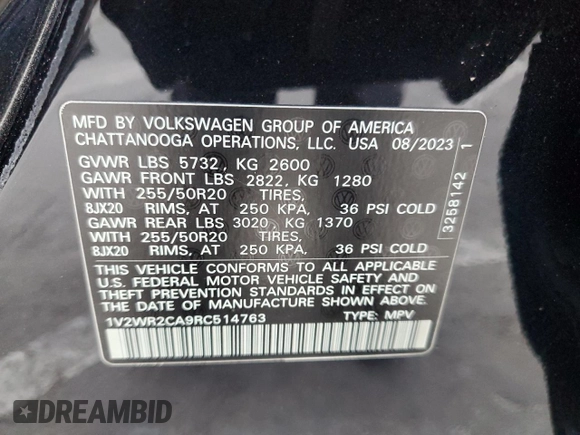 MFD BY VOLKSWAGEN GROUP OF AMERICA
CHATTANOOGA OPERATIONS, LLC. USA 08/2023
GVWR LBS 5732, KG 2600
GAWR FRONT LBS 2822, KG 1280
WITH 255/50R20 TIRES,
8JX20 RIMS, AT 250 KPA, 36 PSI COLD
GAWR REAR LBS 3020, KG 1370
WITH 255/50R20 TIRES,
8JX20 RIMS, AT 250 KPA, 36 PSI COLD
THIS VEHICLE CONFORMS TO ALL APPLICABLE
U.S. FEDERAL MOTOR VEHICLE SAFETY AND
THEFT PREVENTION STANDARDS IN EFFECT ON
THE DATE OF MANUFACTURE SHOWN ABOVE.
1V2WR2CA9RC514763 TYPE: MPV
3258142 1
DREAMBID